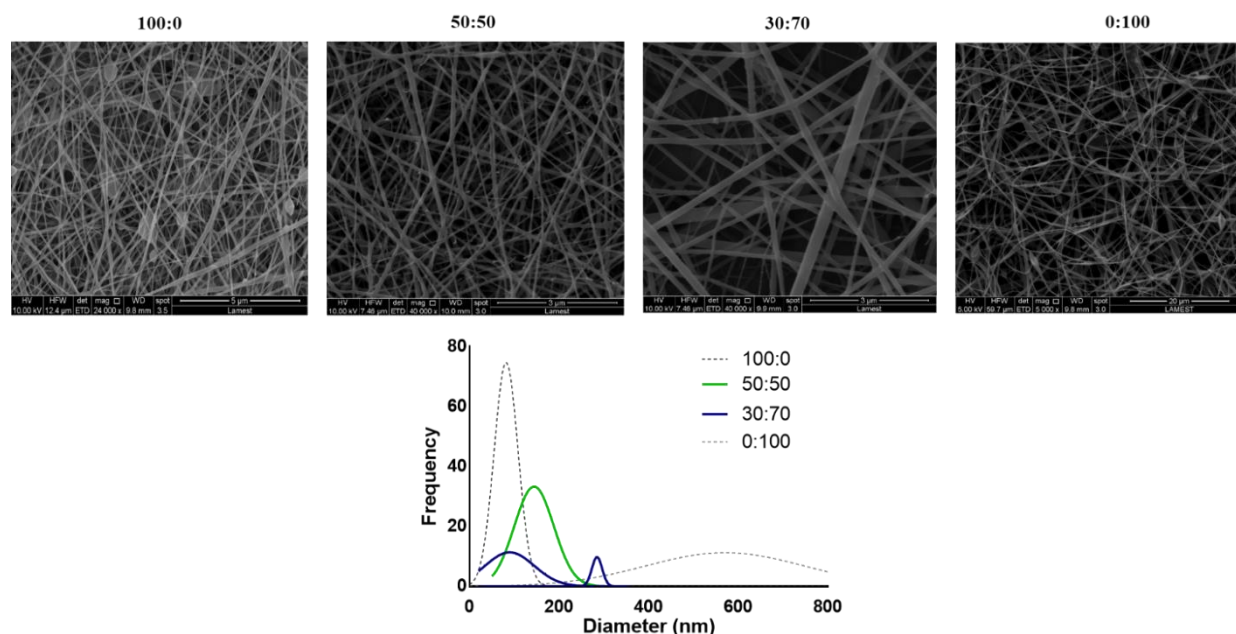 100:0
50:50
30:70
0:100
HV HFW det mag □ WD spot 5 µm
10.00 kV 12.4 µm ETD 24 000 x 9.8 mm 3.5 Lamest
HV HFW det mag □ WD spot 3 µm
10.00 kV 7.46 µm ETD 40 000 x 10.0 mm 3.0 Lamest
HV HFW det mag □ WD spot 3 µm
10.00 kV 7.46 µm ETD 40 000 x 9.9 mm 3.0 Lamest
HV HFW det mag □ WD spot 20 µm
5.00 kV 59.7 µm ETD 5 000 x 9.8 mm 3.0 LAMEST
80
60
40
20
0
Frequency
100:0
50:50
30:70
0:100
0 200 400 600 800
Diameter (nm)